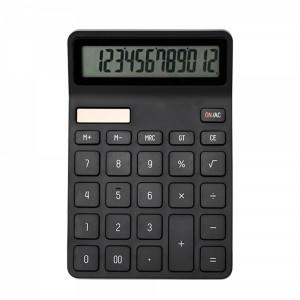 123456789012
ON/AC
M+ M- MRC GT CE
7 8 9 % √
4 5 6 × ÷
1 2 3 + −
0 00 • =